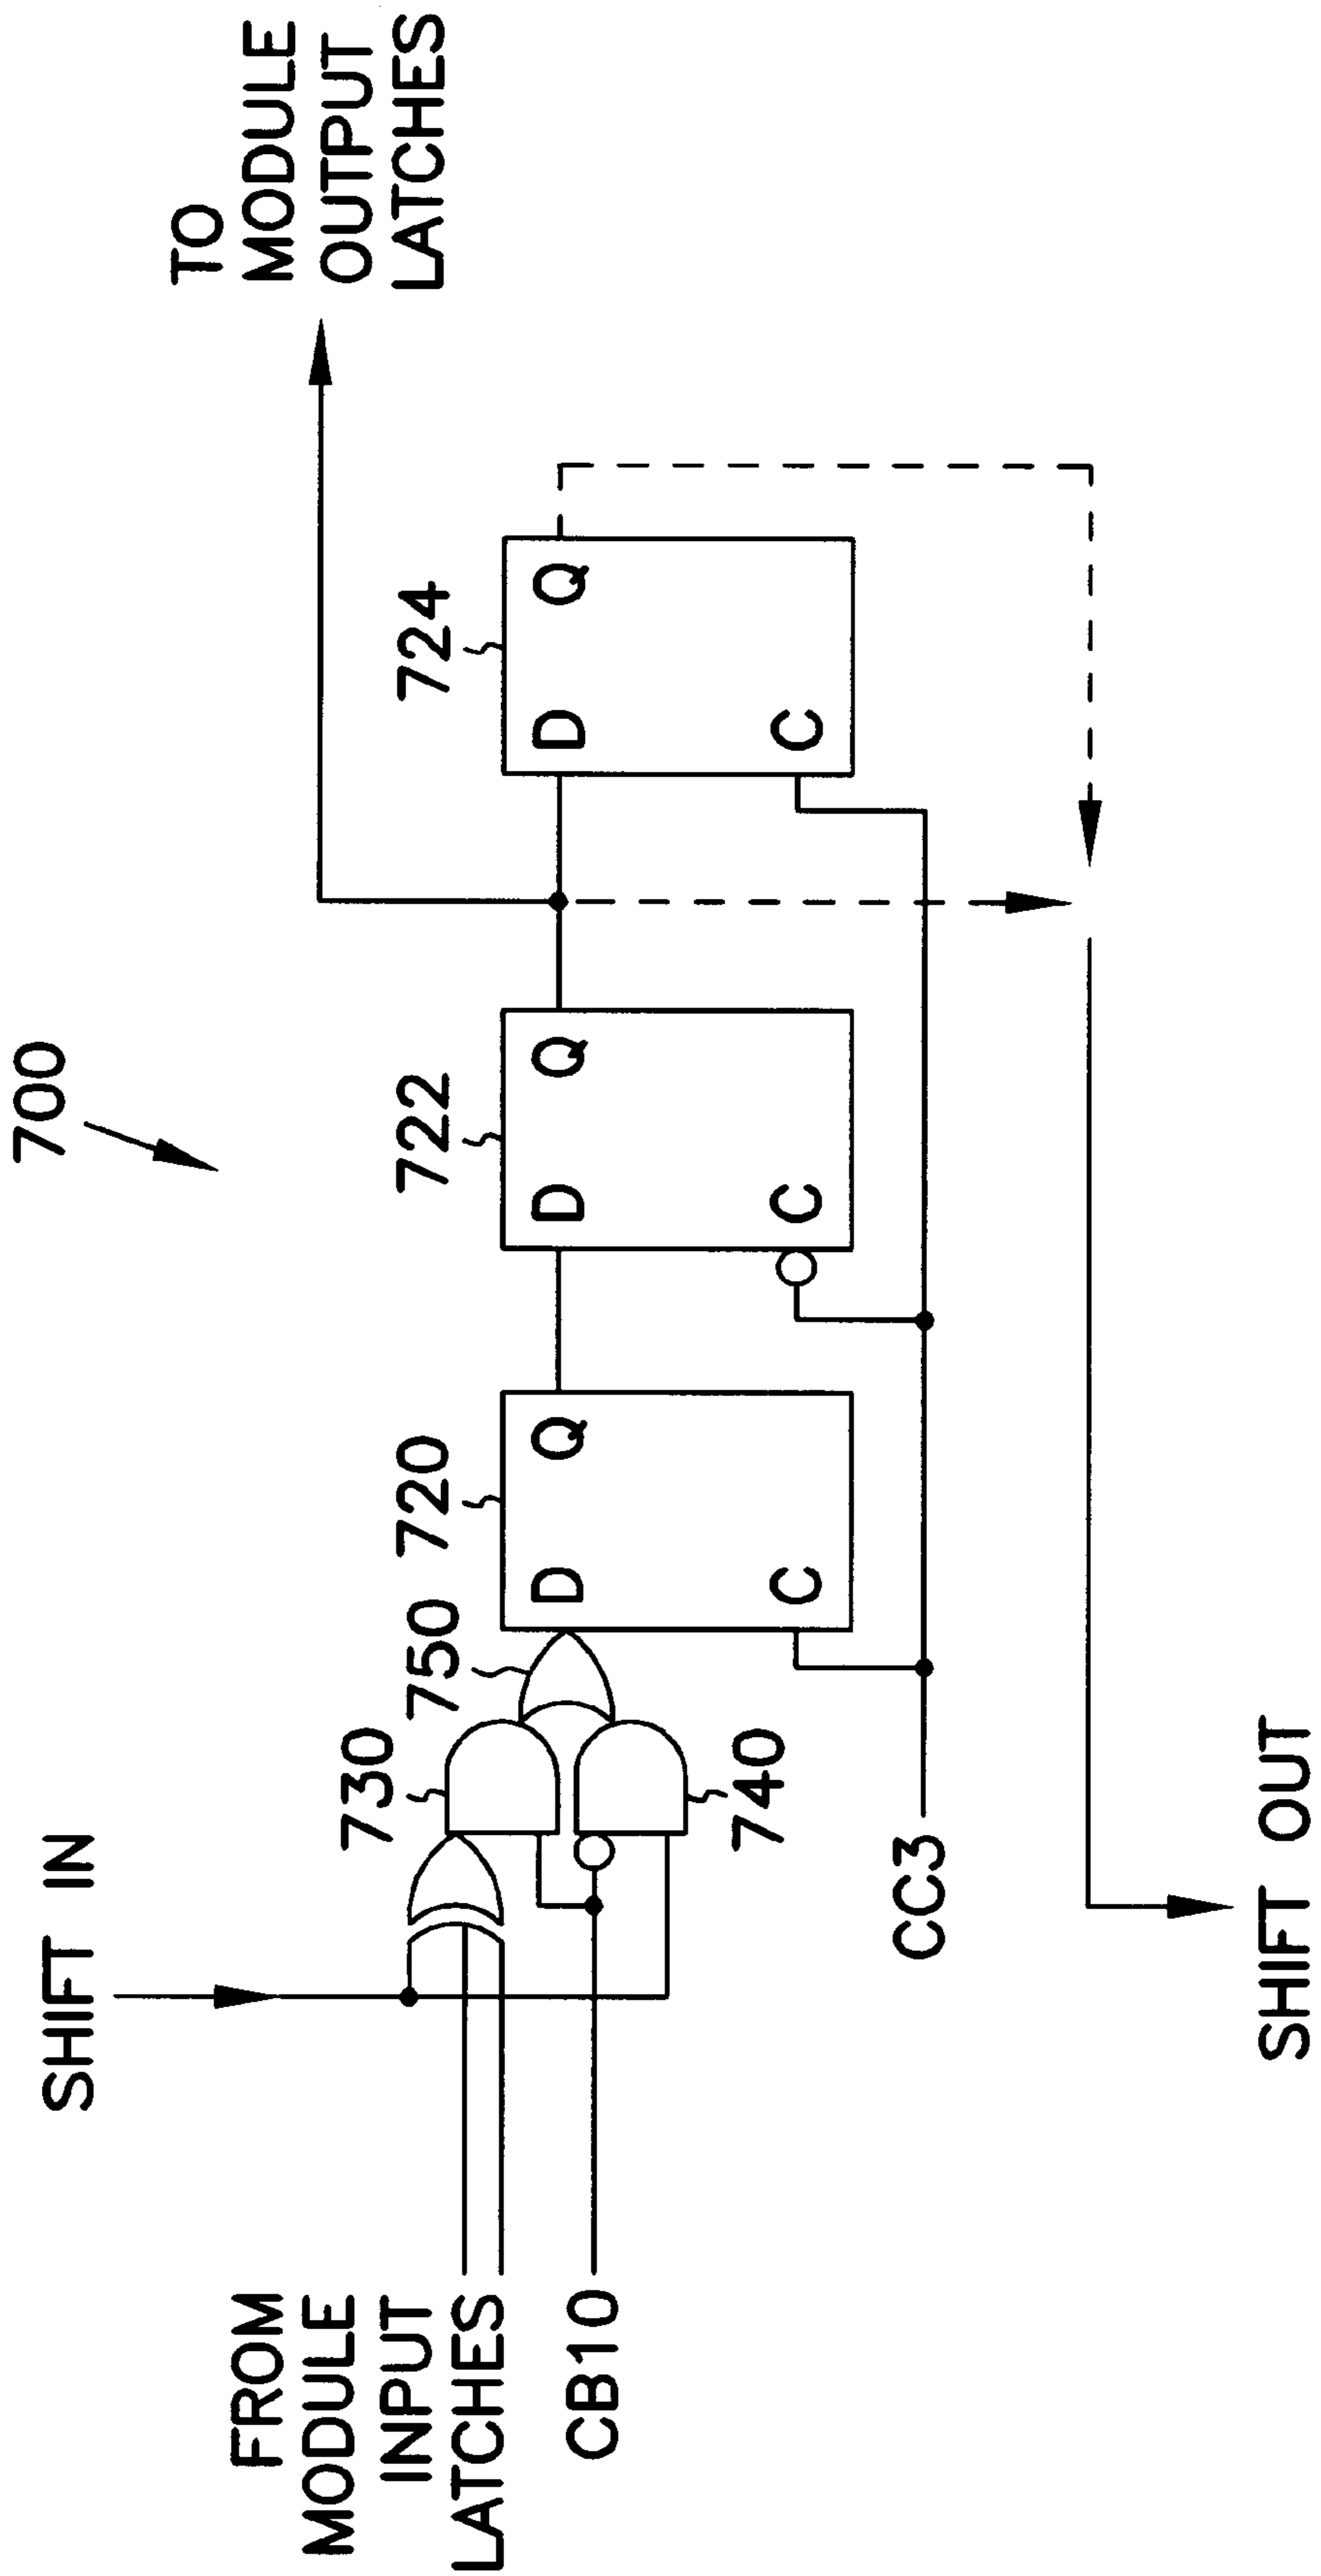 700
TO
MODULE
OUTPUT
LATCHES
SHIFT IN
FROM
MODULE
INPUT
LATCHES
CB10
730
740
750
720
D
Q
C
722
D
Q
C
724
D
Q
C
CC3
SHIFT OUT